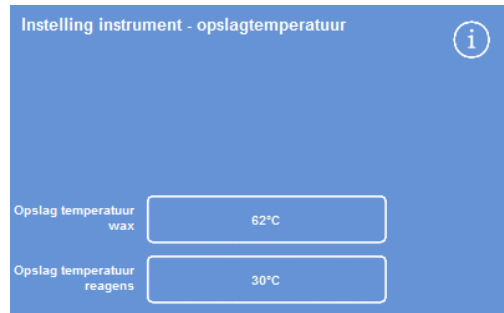 Instelling instrument - opslagtemperatuur
i
Opslag temperatuur
wax
62°C
Opslag temperatuur
reagens
30°C